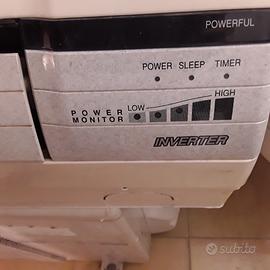 POWERFUL
POWER SLEEP TIMER
LOW HIGH
POWER
MONITOR
INVERTER
subito